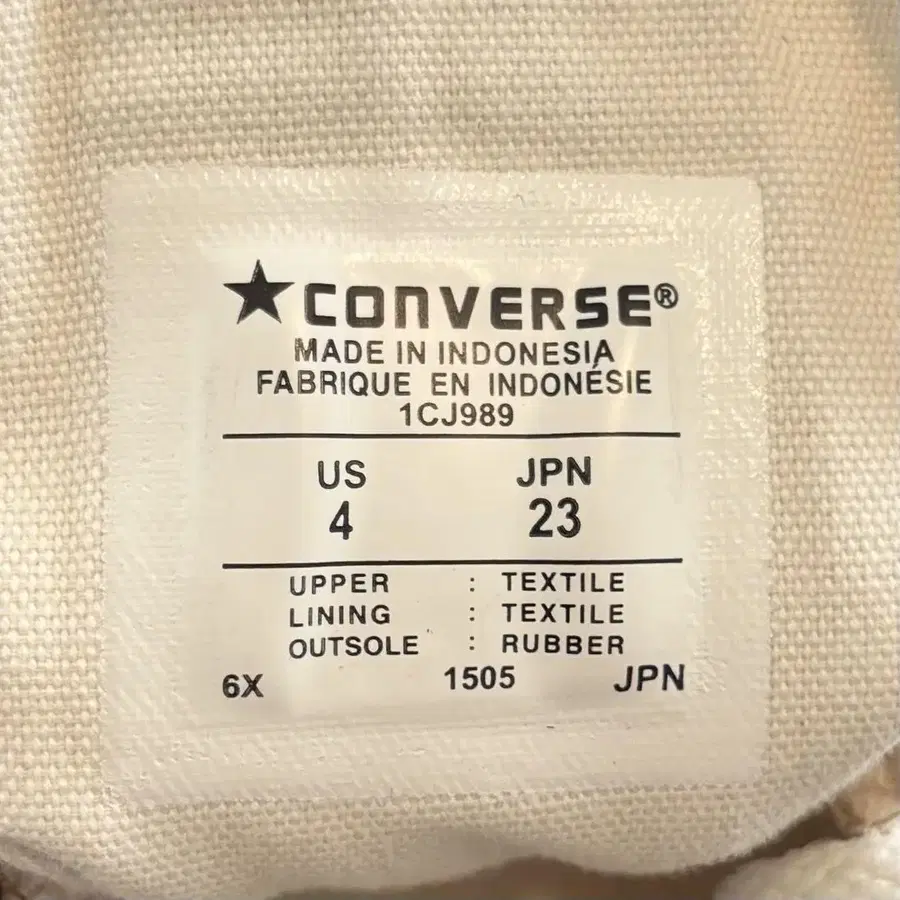 ★CONVERSE®
MADE IN INDONESIA
FABRIQUE EN INDONÉSIE
1CJ989
US JPN
4 23
UPPER : TEXTILE
LINING : TEXTILE
OUTSOLE : RUBBER
6X 1505 JPN